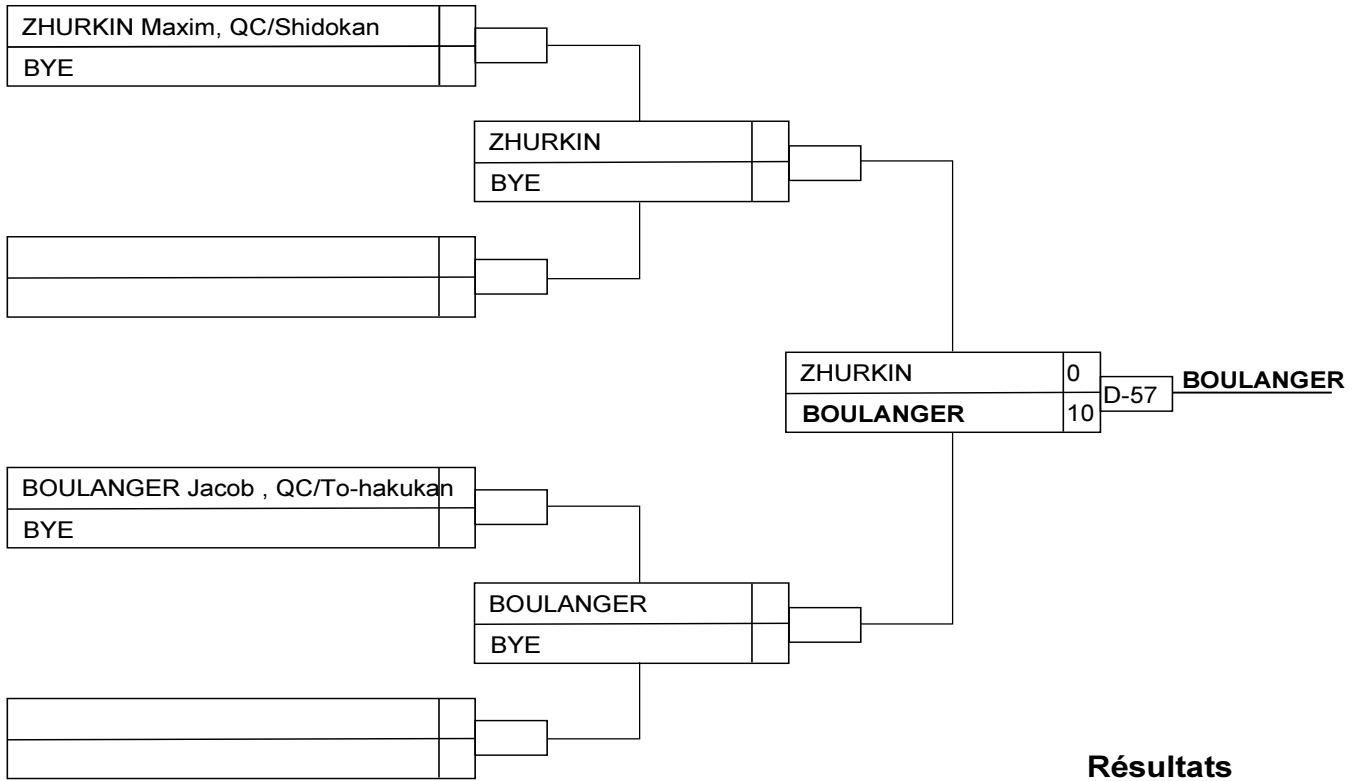 ZHURKIN Maxim, QC/Shidokan
BYE
ZHURKIN
BYE
ZHURKIN 0
BOULANGER 10
D-57
BOULANGER
BOULANGER Jacob , QC/To-hakukan
BYE
BOULANGER
BYE
Résultats